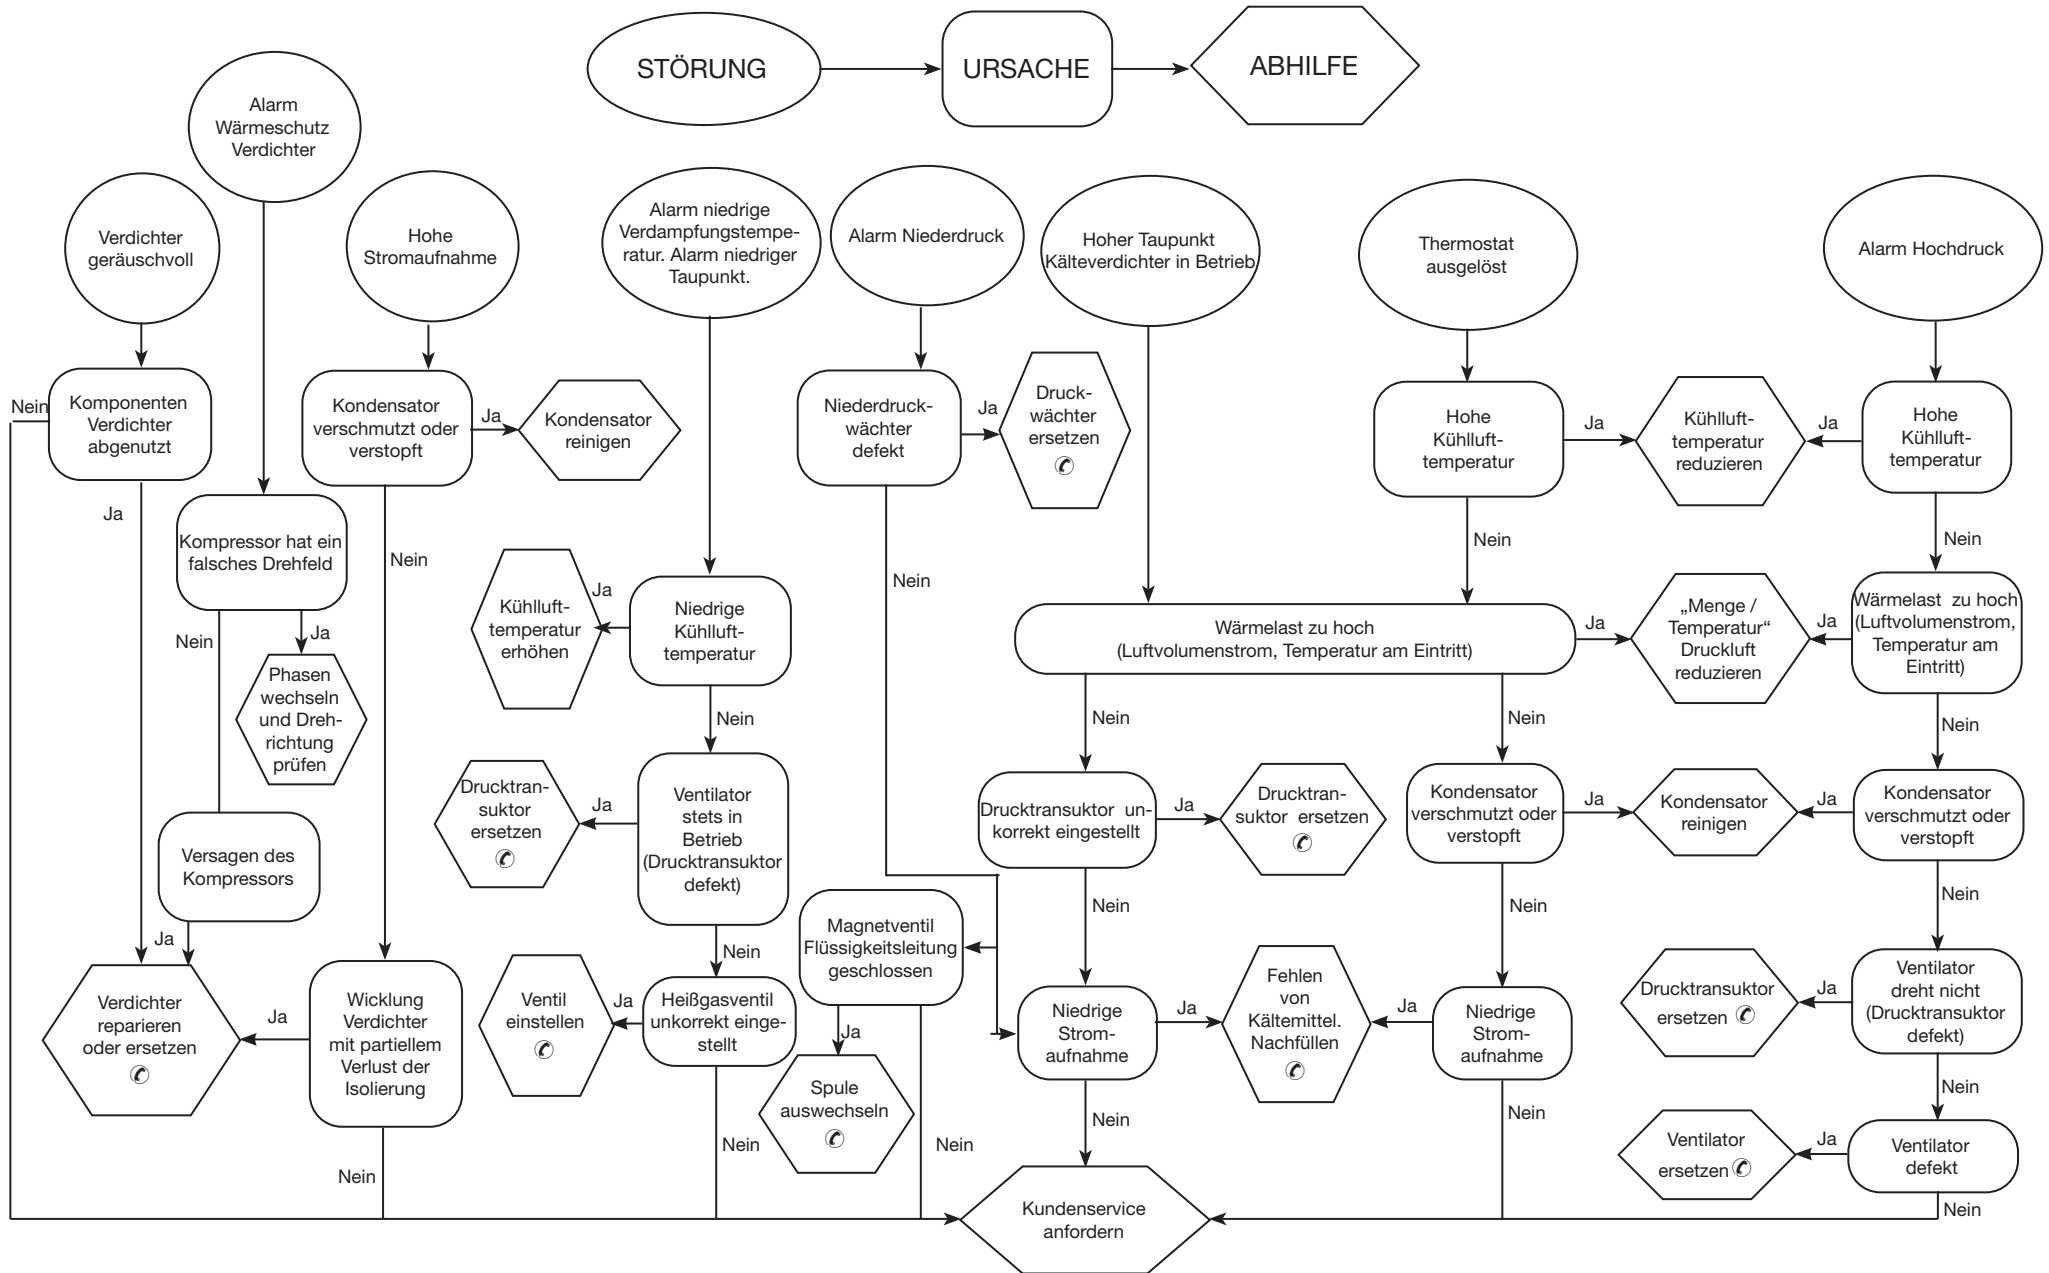 STÖRUNG
URSACHE
ABHILFE
Alarm
Wärmeschutz
Verdichter
Verdichter
geräuschvoll
Hohe
Stromaufnahme
Alarm niedrige
Verdampfungstempe-
ratur. Alarm niedriger
Taupunkt.
Alarm Niederdruck
Hoher Taupunkt
Kälteverdichter in Betrieb
Thermostat
ausgelöst
Alarm Hochdruck
Nein
Komponenten
Verdichter
abgenutzt
Kondensator
verschmutzt oder
verstopft
Ja
Kondensator
reinigen
Niederdruck-
wächter
defekt
Ja
Druck-
wächter
ersetzen
Hohe
Kühlluft-
temperatur
Ja
Kühlluft-
temperatur
reduzieren
Ja
Hohe
Kühlluft-
temperatur
Ja
Kompressor hat ein
falsches Drehfeld
Nein
Nein
Nein
Nein
Kühlluft-
temperatur
erhöhen
Ja
Niedrige
Kühlluft-
temperatur
Nein
Ja
Phasen
wechseln
und Dreh-
richtung
prüfen
Nein
Wärmelast zu hoch
(Luftvolumenstrom, Temperatur am Eintritt)
Ja
„Menge /
Temperatur“
Druckluft
reduzieren
Ja
Wärmelast zu hoch
(Luftvolumenstrom,
Temperatur am
Eintritt)
Nein
Nein
Nein
Nein
Drucktran-
suktor
ersetzen
Ja
Ventilator
stets in
Betrieb
(Drucktransuktor
defekt)
Drucktransuktor un-
korrekt eingestellt
Ja
Drucktran-
suktor ersetzen
Kondensator
verschmutzt oder
verstopft
Ja
Kondensator
reinigen
Ja
Kondensator
verschmutzt oder
verstopft
Versagen des
Kompressors
Nein
Nein
Nein
Ja
Nein
Magnetventil
Flüssigkeitsleitung
geschlossen
Verdichter
reparieren
oder ersetzen
Ja
Wicklung
Verdichter
mit partiellem
Verlust der
Isolierung
Ventil
einstellen
Ja
Heißgasventil
unkorrekt einge-
stellt
Ja
Spule
auswechseln
Niedrige
Strom-
aufnahme
Ja
Fehlen
von
Kältemittel.
Nachfüllen
Ja
Niedrige
Strom-
aufnahme
Drucktransuktor
ersetzen
Ja
Ventilator
dreht nicht
(Drucktransuktor
defekt)
Nein
Nein
Nein
Nein
Nein
Nein
Nein
Ventilator
ersetzen
Ja
Ventilator
defekt
Nein
Kundenservice
anfordern